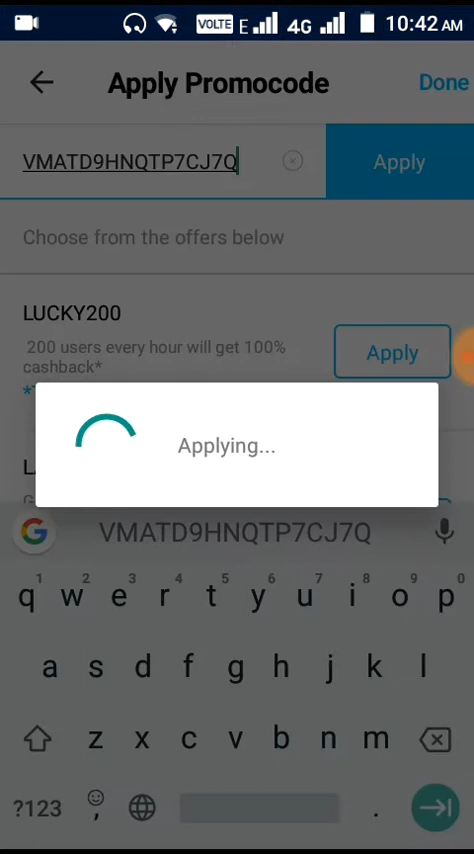 VOLTE E 4G 10:42 AM
Apply Promocode Done
VMATD9HNQTP7CJ7Q Apply
Choose from the offers below
LUCKY200
200 users every hour will get 100%
cashback*
Apply
Applying...
G VMATD9HNQTP7CJ7Q
1 2 3 4 5 6 7 8 9 0
q w e r t y u i o p
a s d f g h j k l
z x c v b n m
?123 , .